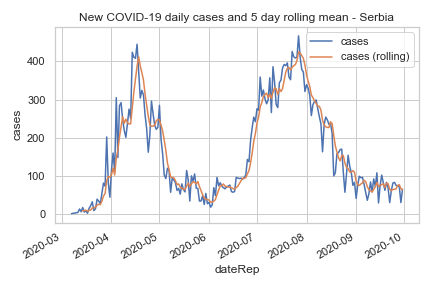 New COVID-19 daily cases and 5 day rolling mean - Serbia
cases
cases (rolling)
cases
400
300
200
100
0
2020-03
2020-04
2020-05
2020-06
2020-07
2020-08
2020-09
2020-10
dateRep